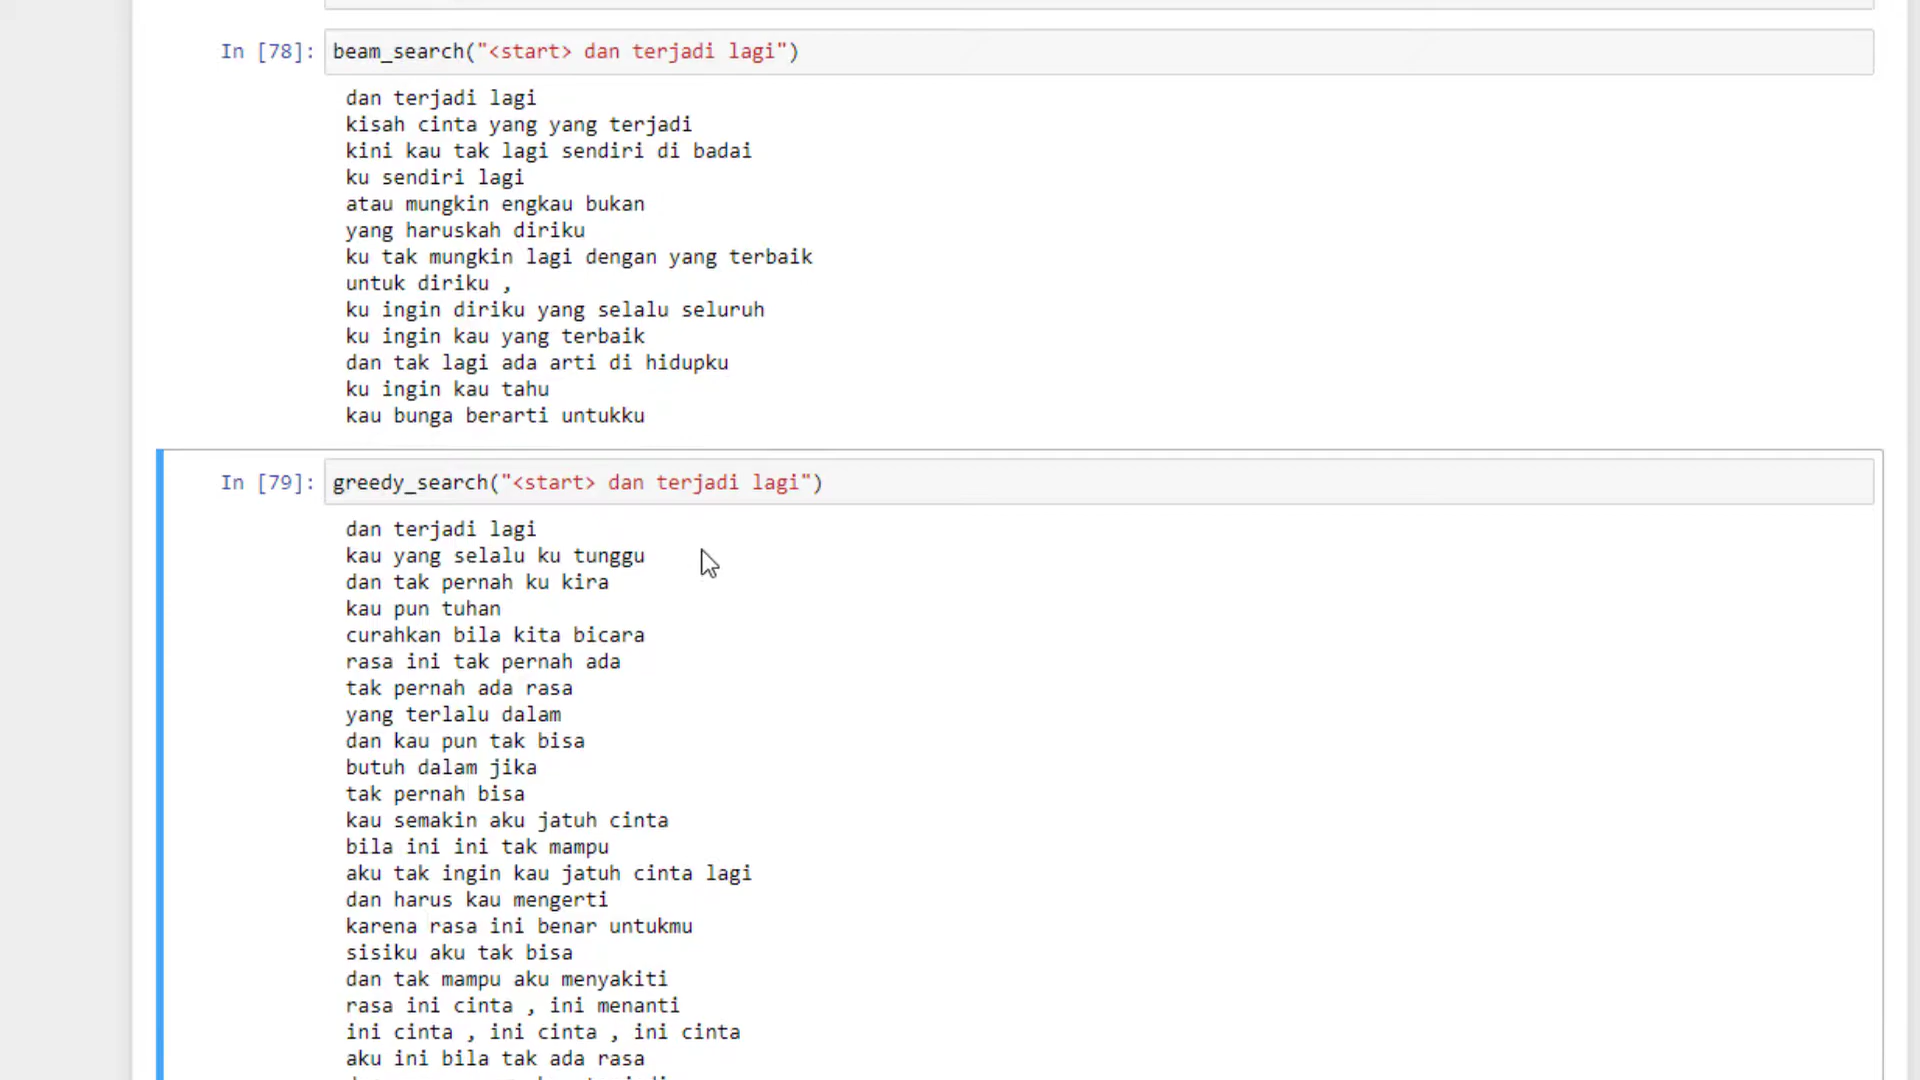 In [78]: beam_search("<start> dan terjadi lagi")
dan terjadi lagi
kisah cinta yang yang terjadi
kini kau tak lagi sendiri di badai
ku sendiri lagi
atau mungkin engkau bukan
yang haruskah diriku
ku tak mungkin lagi dengan yang terbaik
untuk diriku ,
ku ingin diriku yang selalu seluruh
ku ingin kau yang terbaik
dan tak lagi ada arti di hidupku
ku ingin kau tahu
kau bunga berarti untukku
In [79]: greedy_search("<start> dan terjadi lagi")
dan terjadi lagi
kau yang selalu ku tunggu
dan tak pernah ku kira
kau pun tuhan
curahkan bila kita bicara
rasa ini tak pernah ada
tak pernah ada rasa
yang terlalu dalam
dan kau pun tak bisa
butuh dalam jika
tak pernah bisa
kau semakin aku jatuh cinta
bila ini ini tak mampu
aku tak ingin kau jatuh cinta lagi
dan harus kau mengerti
karena rasa ini benar untukmu
sisiku aku tak bisa
dan tak mampu aku menyakiti
rasa ini cinta , ini menanti
ini cinta , ini cinta , ini cinta
aku ini bila tak ada rasa